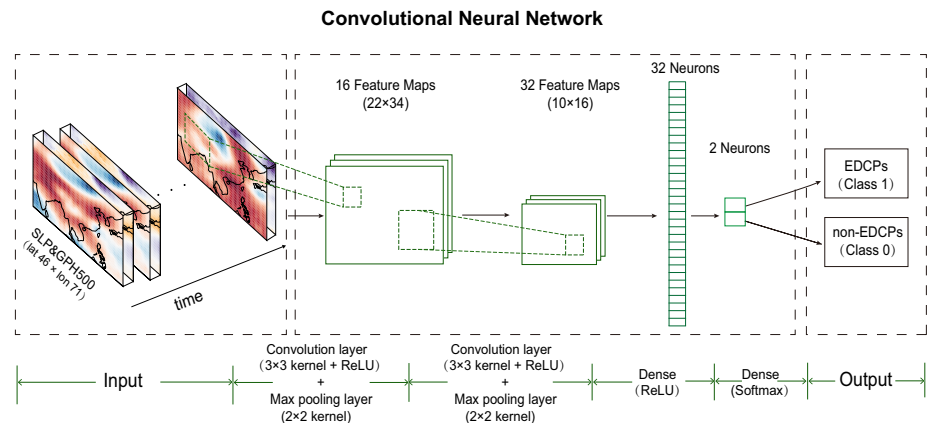 Convolutional Neural Network
SLP&GPH500
(lat 46 × lon 71)
time
16 Feature Maps
(22×34)
32 Feature Maps
(10×16)
32 Neurons
2 Neurons
EDCPs
(Class 1)
non-EDCPs
(Class 0)
Input
Convolution layer
(3×3 kernel + ReLU)
+
Max pooling layer
(2×2 kernel)
Convolution layer
(3×3 kernel + ReLU)
+
Max pooling layer
(2×2 kernel)
Dense
(ReLU)
Dense
(Softmax)
Output